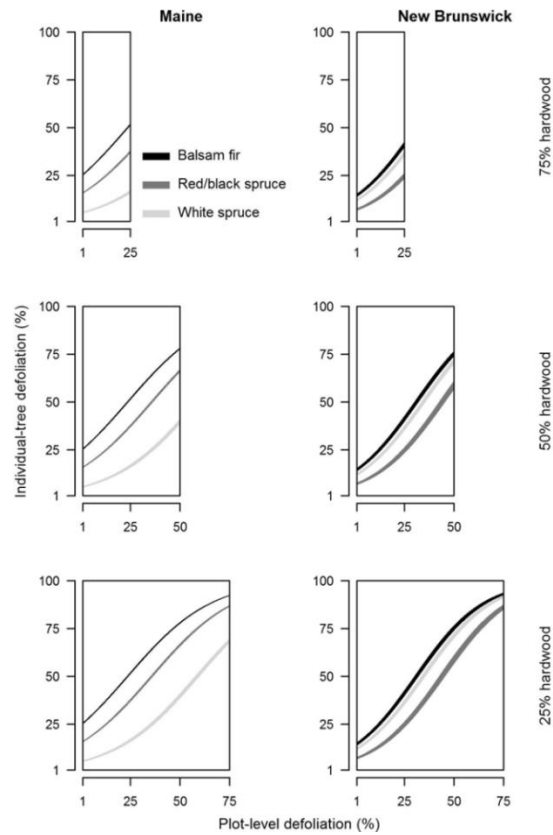 Maine New Brunswick
100 100
75 75
50 50
25 25
1 1
Balsam fir
Red/black spruce
White spruce
1 25 1 25
75% hardwood
100 100
75 75
50 50
25 25
1 1
1 25 50 1 25 50
50% hardwood
Individual-tree defoliation (%)
100 100
75 75
50 50
25 25
1 1
1 25 50 75 1 25 50 75
25% hardwood
Plot-level defoliation (%)